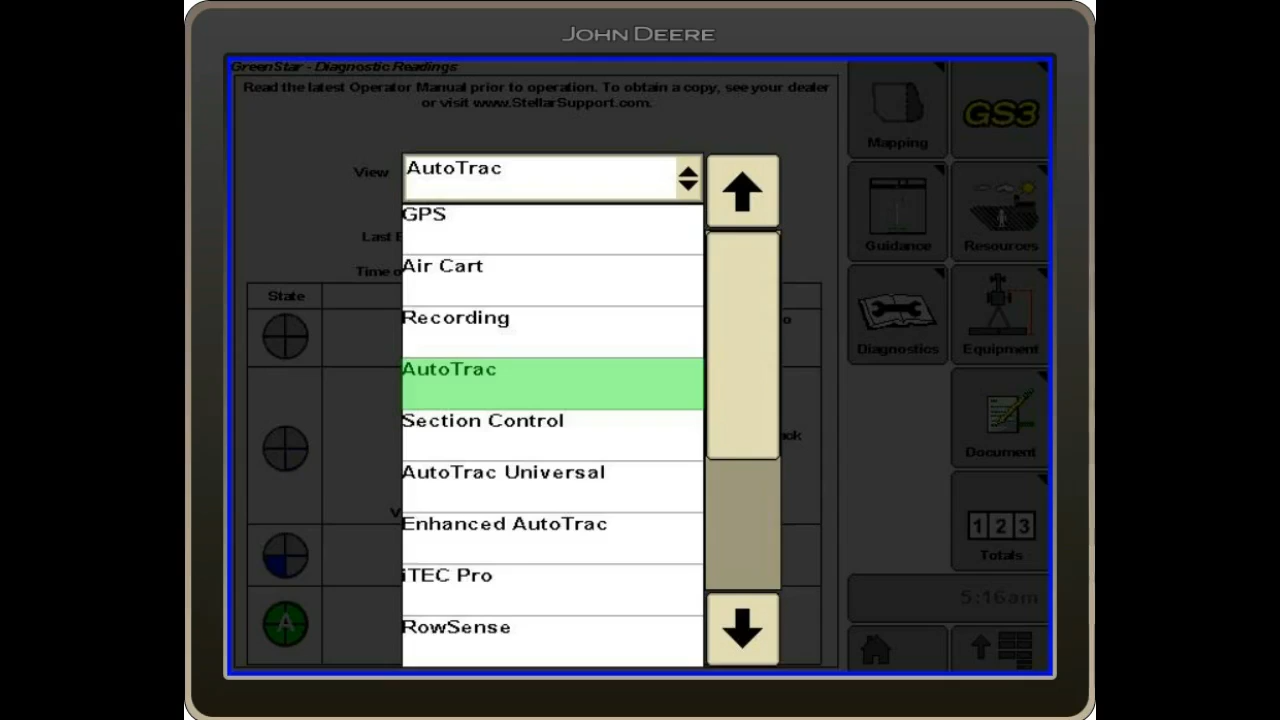 JOHN DEERE
GreenStar - Diagnostic Readings
Read the latest Operator Manual prior to operation. To obtain a copy, see your dealer
or visit www.StellarSupport.com.
View
AutoTrac
GPS
Air Cart
Recording
AutoTrac
Section Control
AutoTrac Universal
Enhanced AutoTrac
iTEC Pro
RowSense
Last
Time
State
A
Mapping
GS3
Guidance
Resources
Diagnostics
Equipment
Document
1 2 3
Totals
5:16am